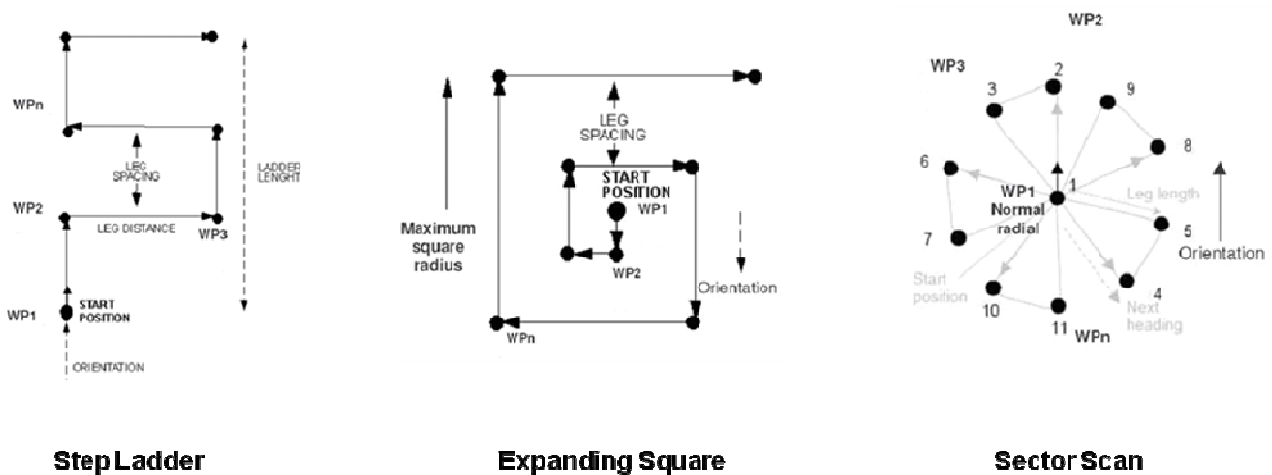 WPn
LEG
SPACING
LADDER
LENGHT
WP2
LEG DISTANCE
WP3
START
POSITION
WP1
ORIENTATION
Step Ladder
LEG
SPACING
START
POSITION
WP1
Maximum
square
radius
WP2
Orientation
WPn
Expanding Square
WP2
WP3
2
9
3
8
6
WP1
1
Normal
radial
Leg length
5
7
Orientation
Start
position
4
10
Next
heading
11
WPn
Sector Scan